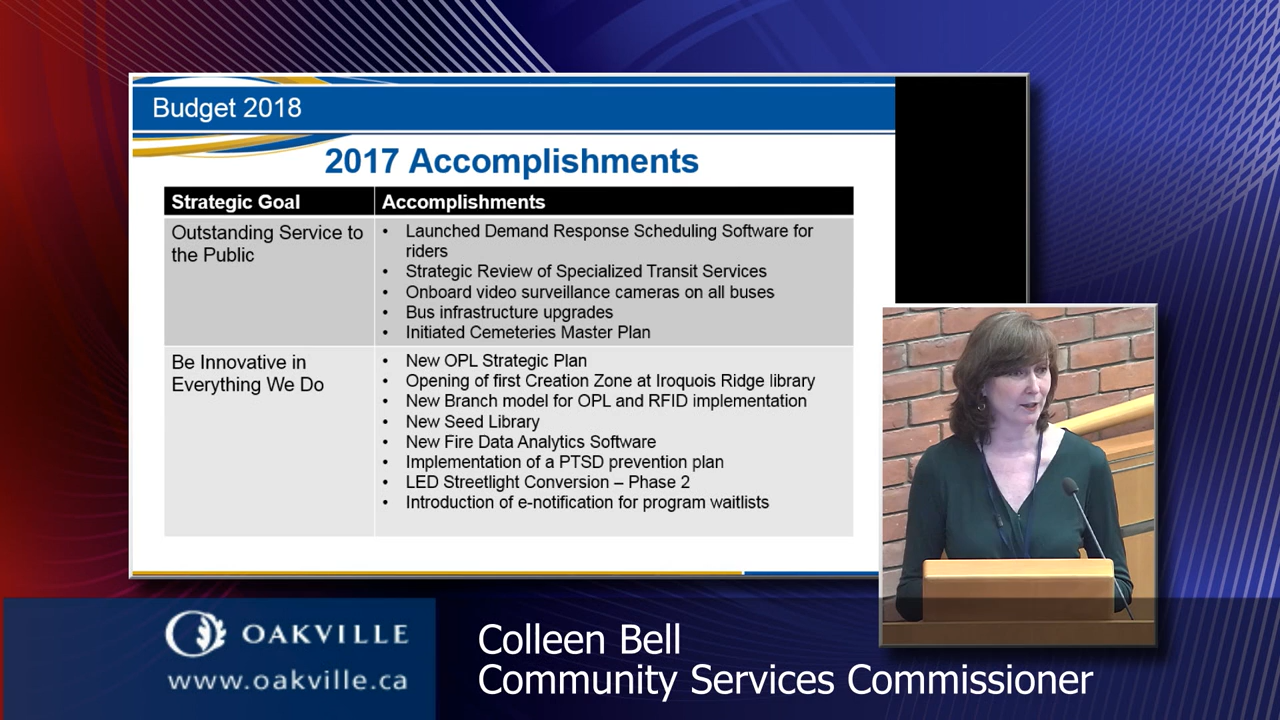 Budget 2018
2017 Accomplishments
Strategic Goal
Accomplishments
Outstanding Service to
the Public
• Launched Demand Response Scheduling Software for
riders
• Strategic Review of Specialized Transit Services
• Onboard video surveillance cameras on all buses
• Bus infrastructure upgrades
• Initiated Cemeteries Master Plan
Be Innovative in
Everything We Do
• New OPL Strategic Plan
• Opening of first Creation Zone at Iroquois Ridge library
• New Branch model for OPL and RFID implementation
• New Seed Library
• New Fire Data Analytics Software
• Implementation of a PTSD prevention plan
• LED Streetlight Conversion – Phase 2
• Introduction of e-notification for program waitlists
OAKVILLE
www.oakville.ca
Colleen Bell
Community Services Commissioner